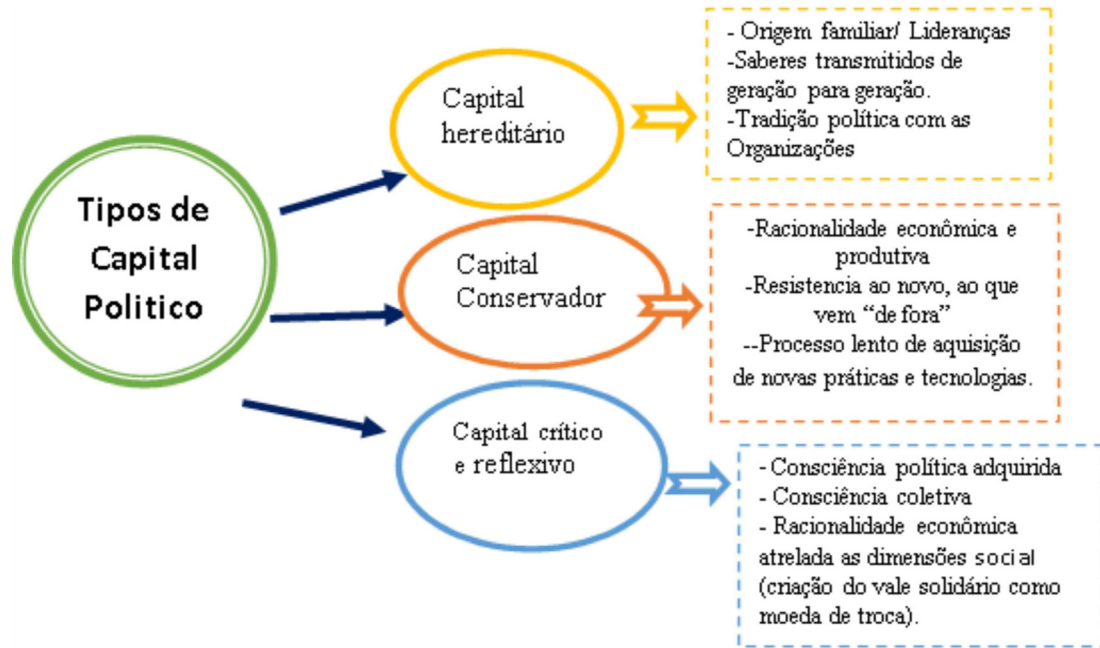 Tipos de
Capital
Politico
Capital
hereditário
- Origem familiar/ Lideranças
-Saberes transmitidos de
geração para geração.
-Tradição política com as
Organizações
Capital
Conservador
-Racionalidade econômica e
produtiva
-Resistencia ao novo, ao que
vem “de fora”
--Processo lento de aquisição
de novas práticas e tecnologias.
Capital crítico
e reflexivo
- Consciência política adquirida
- Consciência coletiva
- Racionalidade econômica
atrelada as dimensões social
(criação do vale solidário como
moeda de troca).